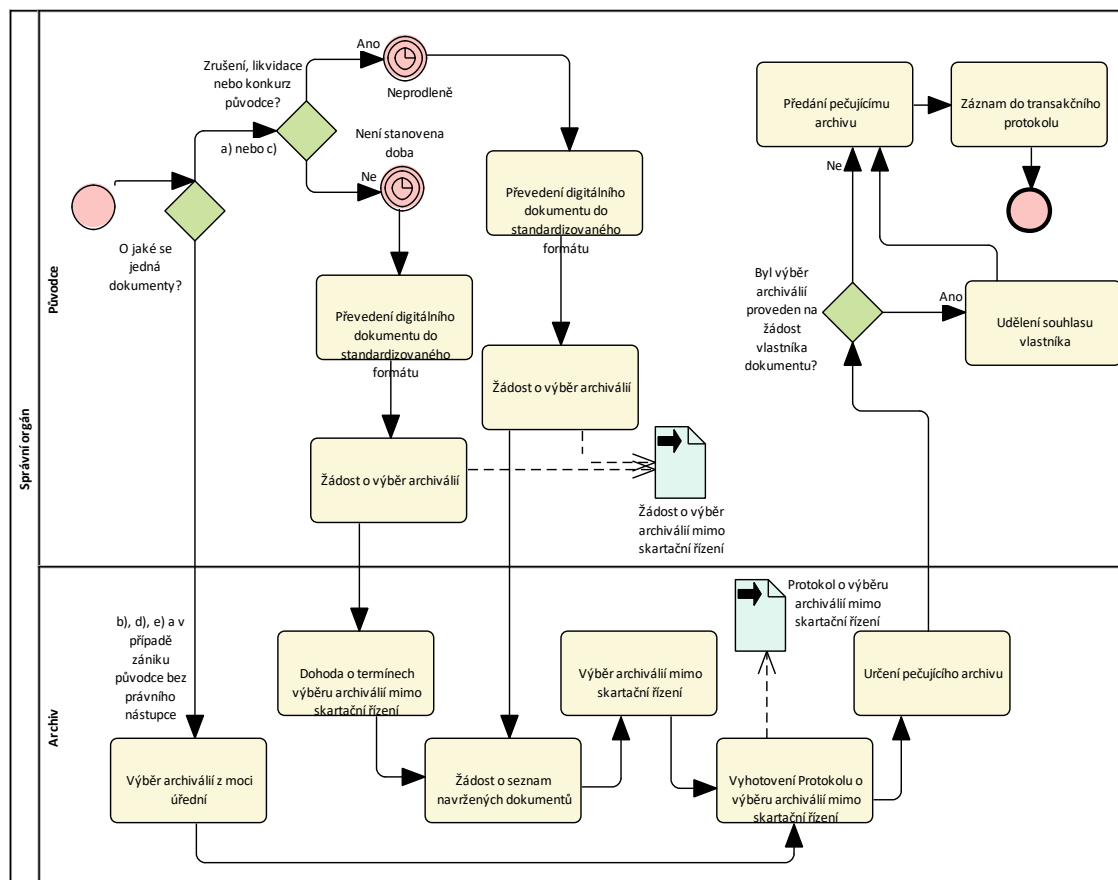 Správní orgán
Původce
Ano
Zrušení, likvidace
nebo konkurz
původce?
Neprodleně
a) nebo c)
Není stanovena
doba
Ne
O jaké se
jedná
dokumenty?
Převedení digitálního
dokumentu do
standardizovaného
formátu
Převedení digitálního
dokumentu do
standardizovaného
formátu
Žádost o výběr archiválií
Žádost o výběr archiválií
Žádost o výběr
archiválií mimo
skartační řízení
Předání pečujícímu
archivu
Záznam do transakčního
protokolu
Ne
Byl výběr
archiválií
proveden na
žádost
vlastníka
dokumentu?
Ano
Udělení souhlasu
vlastníka
Archiv
b), d), e) a v
případě
zániku
původce bez
právního
nástupce
Výběr archiválií z moci
úřední
Dohoda o termínech
výběru archiválií mimo
skartační řízení
Žádost o seznam
navržených dokumentů
Výběr archiválií mimo
skartační řízení
Protokol o výběru
archiválií mimo
skartační řízení
Vyhotovení Protokolu o
výběru archiválií mimo
skartační řízení
Určení pečujícího archivu